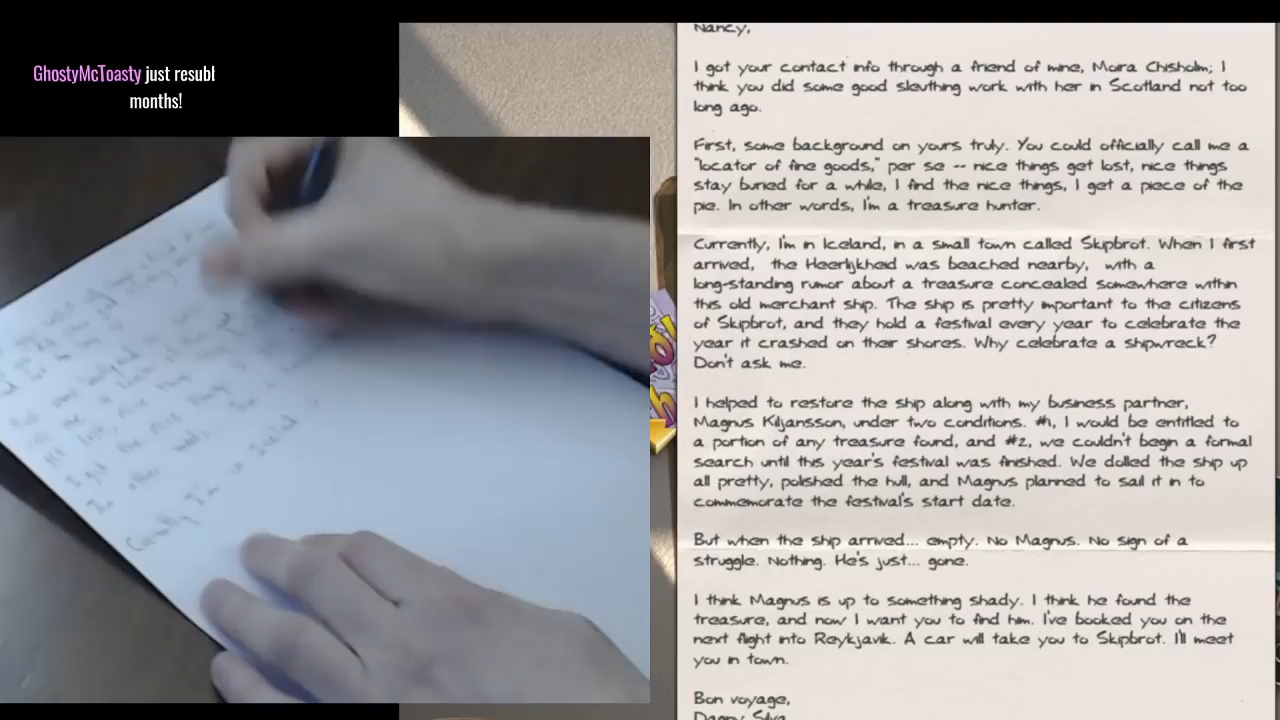 GhostyMcToasty just resub
months!
Nancy,
I got your contact info through a friend of mine, Moira Chisholm; I
think you did some good sleuthing work with her in Scotland not too
long ago.
First, some background on yours truly. You could officially call me a
"locator of fine goods," per se -- nice things get lost, nice things
stay buried for a while, I find the nice things, I get a piece of the
pie. In other words, I'm a treasure hunter.
Currently, I'm in Iceland, in a small town called Skipbrot. When I first
arrived, the Heerlijkheid was beached nearby, with a
long-standing rumor about a treasure concealed somewhere within
this old merchant ship. The ship is pretty important to the citizens
of Skipbrot, and they hold a festival every year to celebrate the
year it crashed on their shores. Why celebrate a shipwreck?
Don't ask me.
I helped to restore the ship along with my business partner,
Magnus Kiljansson, under two conditions. #1, I would be entitled to
a portion of any treasure found, and #2, we couldn't begin a formal
search until this year's festival was finished. We dolled the ship up
all pretty, polished the hull, and Magnus planned to sail it in to
commemorate the festival's start date.
But when the ship arrived... empty. No Magnus. No sign of a
struggle. Nothing. He's just... gone.
I think Magnus is up to something shady. I think he found the
treasure, and now I want you to find him. I've booked you on the
next flight into Reykjavik. A car will take you to Skipbrot. I'll meet
you in town.
Bon voyage,
Dagny Silva
I get the nice things
In other words
Currently I'm in Iceland